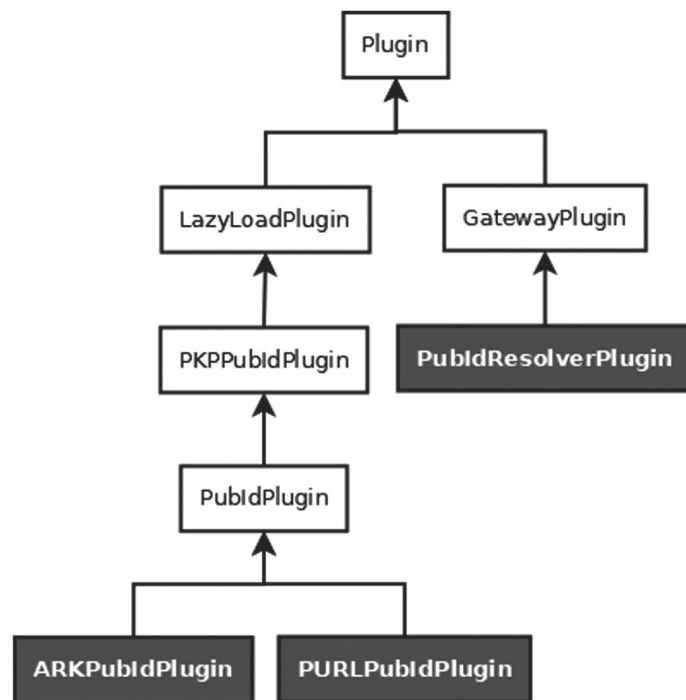 Plugin
LazyLoadPlugin
GatewayPlugin
PKPPubIdPlugin
PubIdResolverPlugin
PubIdPlugin
ARKPubIdPlugin
PURLPubIdPlugin